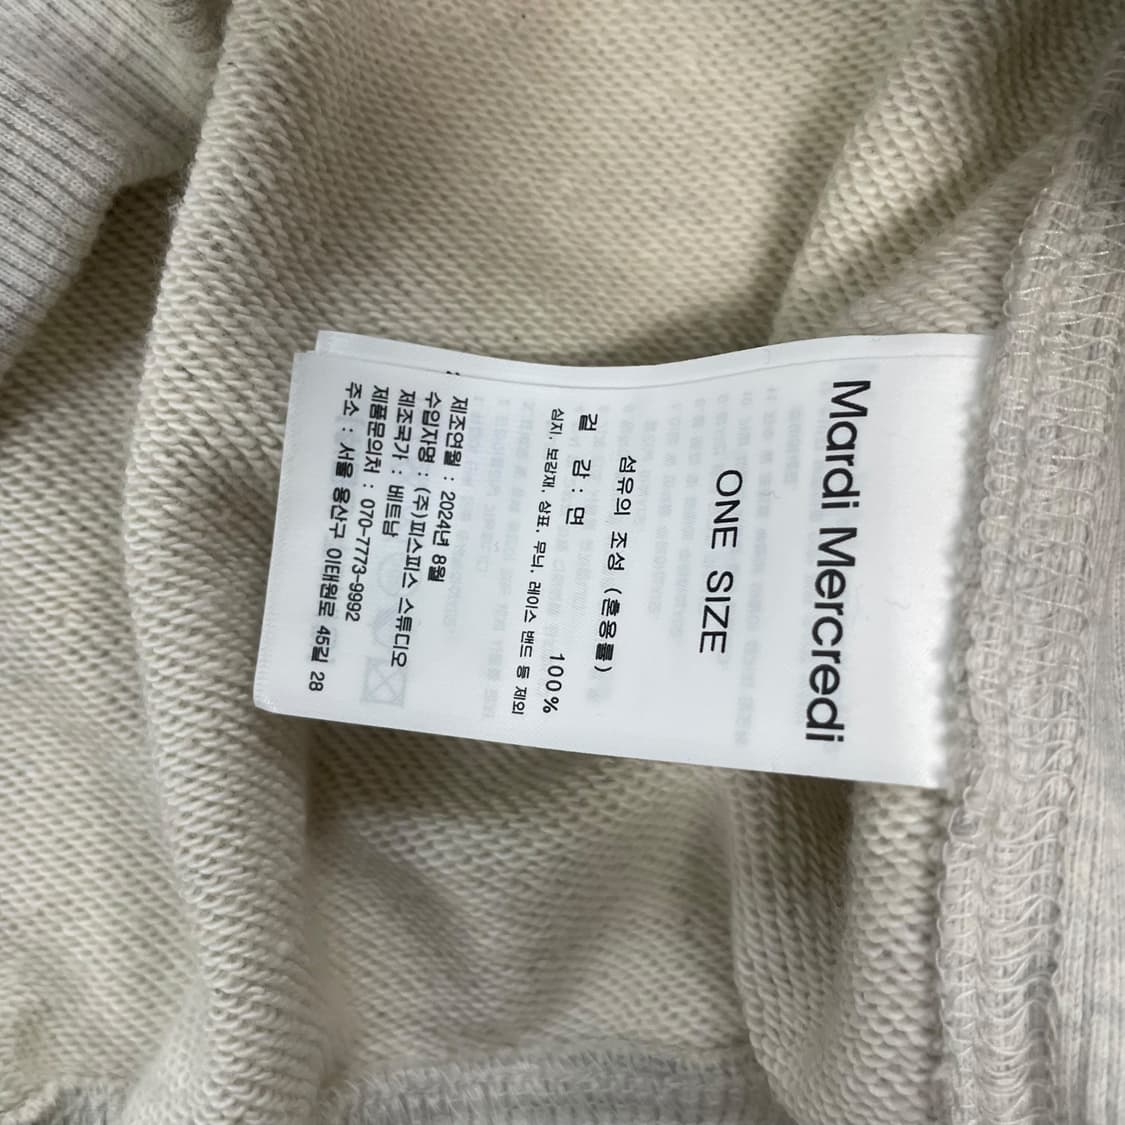 Mardi Mercredi
ONE SIZE
섬유의 조성 (혼용률)
겉 감 : 면 100%
심지, 보강재, 상표, 무늬, 레이스 밴드 등 제외
제조연월 : 2024년 8월
수입자명 : (주)피스피스 스튜디오
제조국가 : 베트남
제품문의처 : 070-7773-9992
주소 : 서울 용산구 이태원로 45길 28